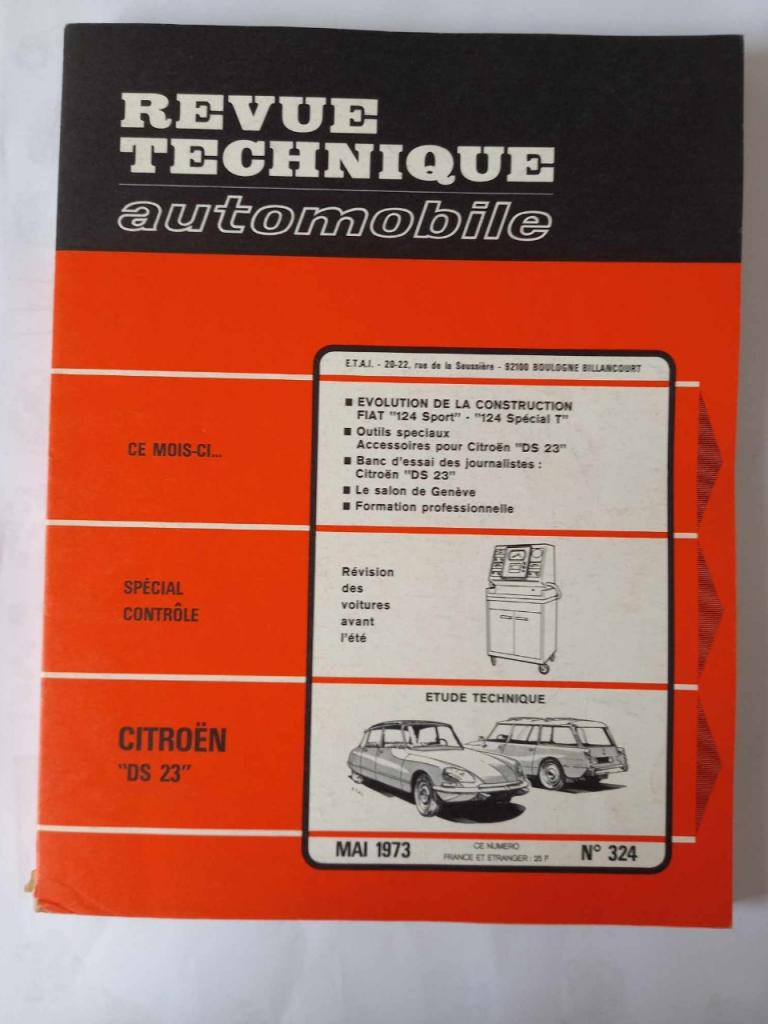 REVUE
TECHNIQUE
automobile
E.T.A.I. - 20-22, rue de la Saussière - 92100 BOULOGNE BILLANCOURT
CE MOIS-CI...
■ EVOLUTION DE LA CONSTRUCTION
FIAT "124 Sport" - "124 Spécial T"
■ Outils speciaux
Accessoires pour Citroën "DS 23"
■ Banc d'essai des journalistes :
Citroën "DS 23"
■ Le salon de Genève
■ Formation professionnelle
SPÉCIAL
CONTRÔLE
Révision
des
voitures
avant
l'été
CITROËN
"DS 23"
ETUDE TECHNIQUE
MAI 1973
CE NUMERO
FRANCE ET ETRANGER : 25 F
N° 324